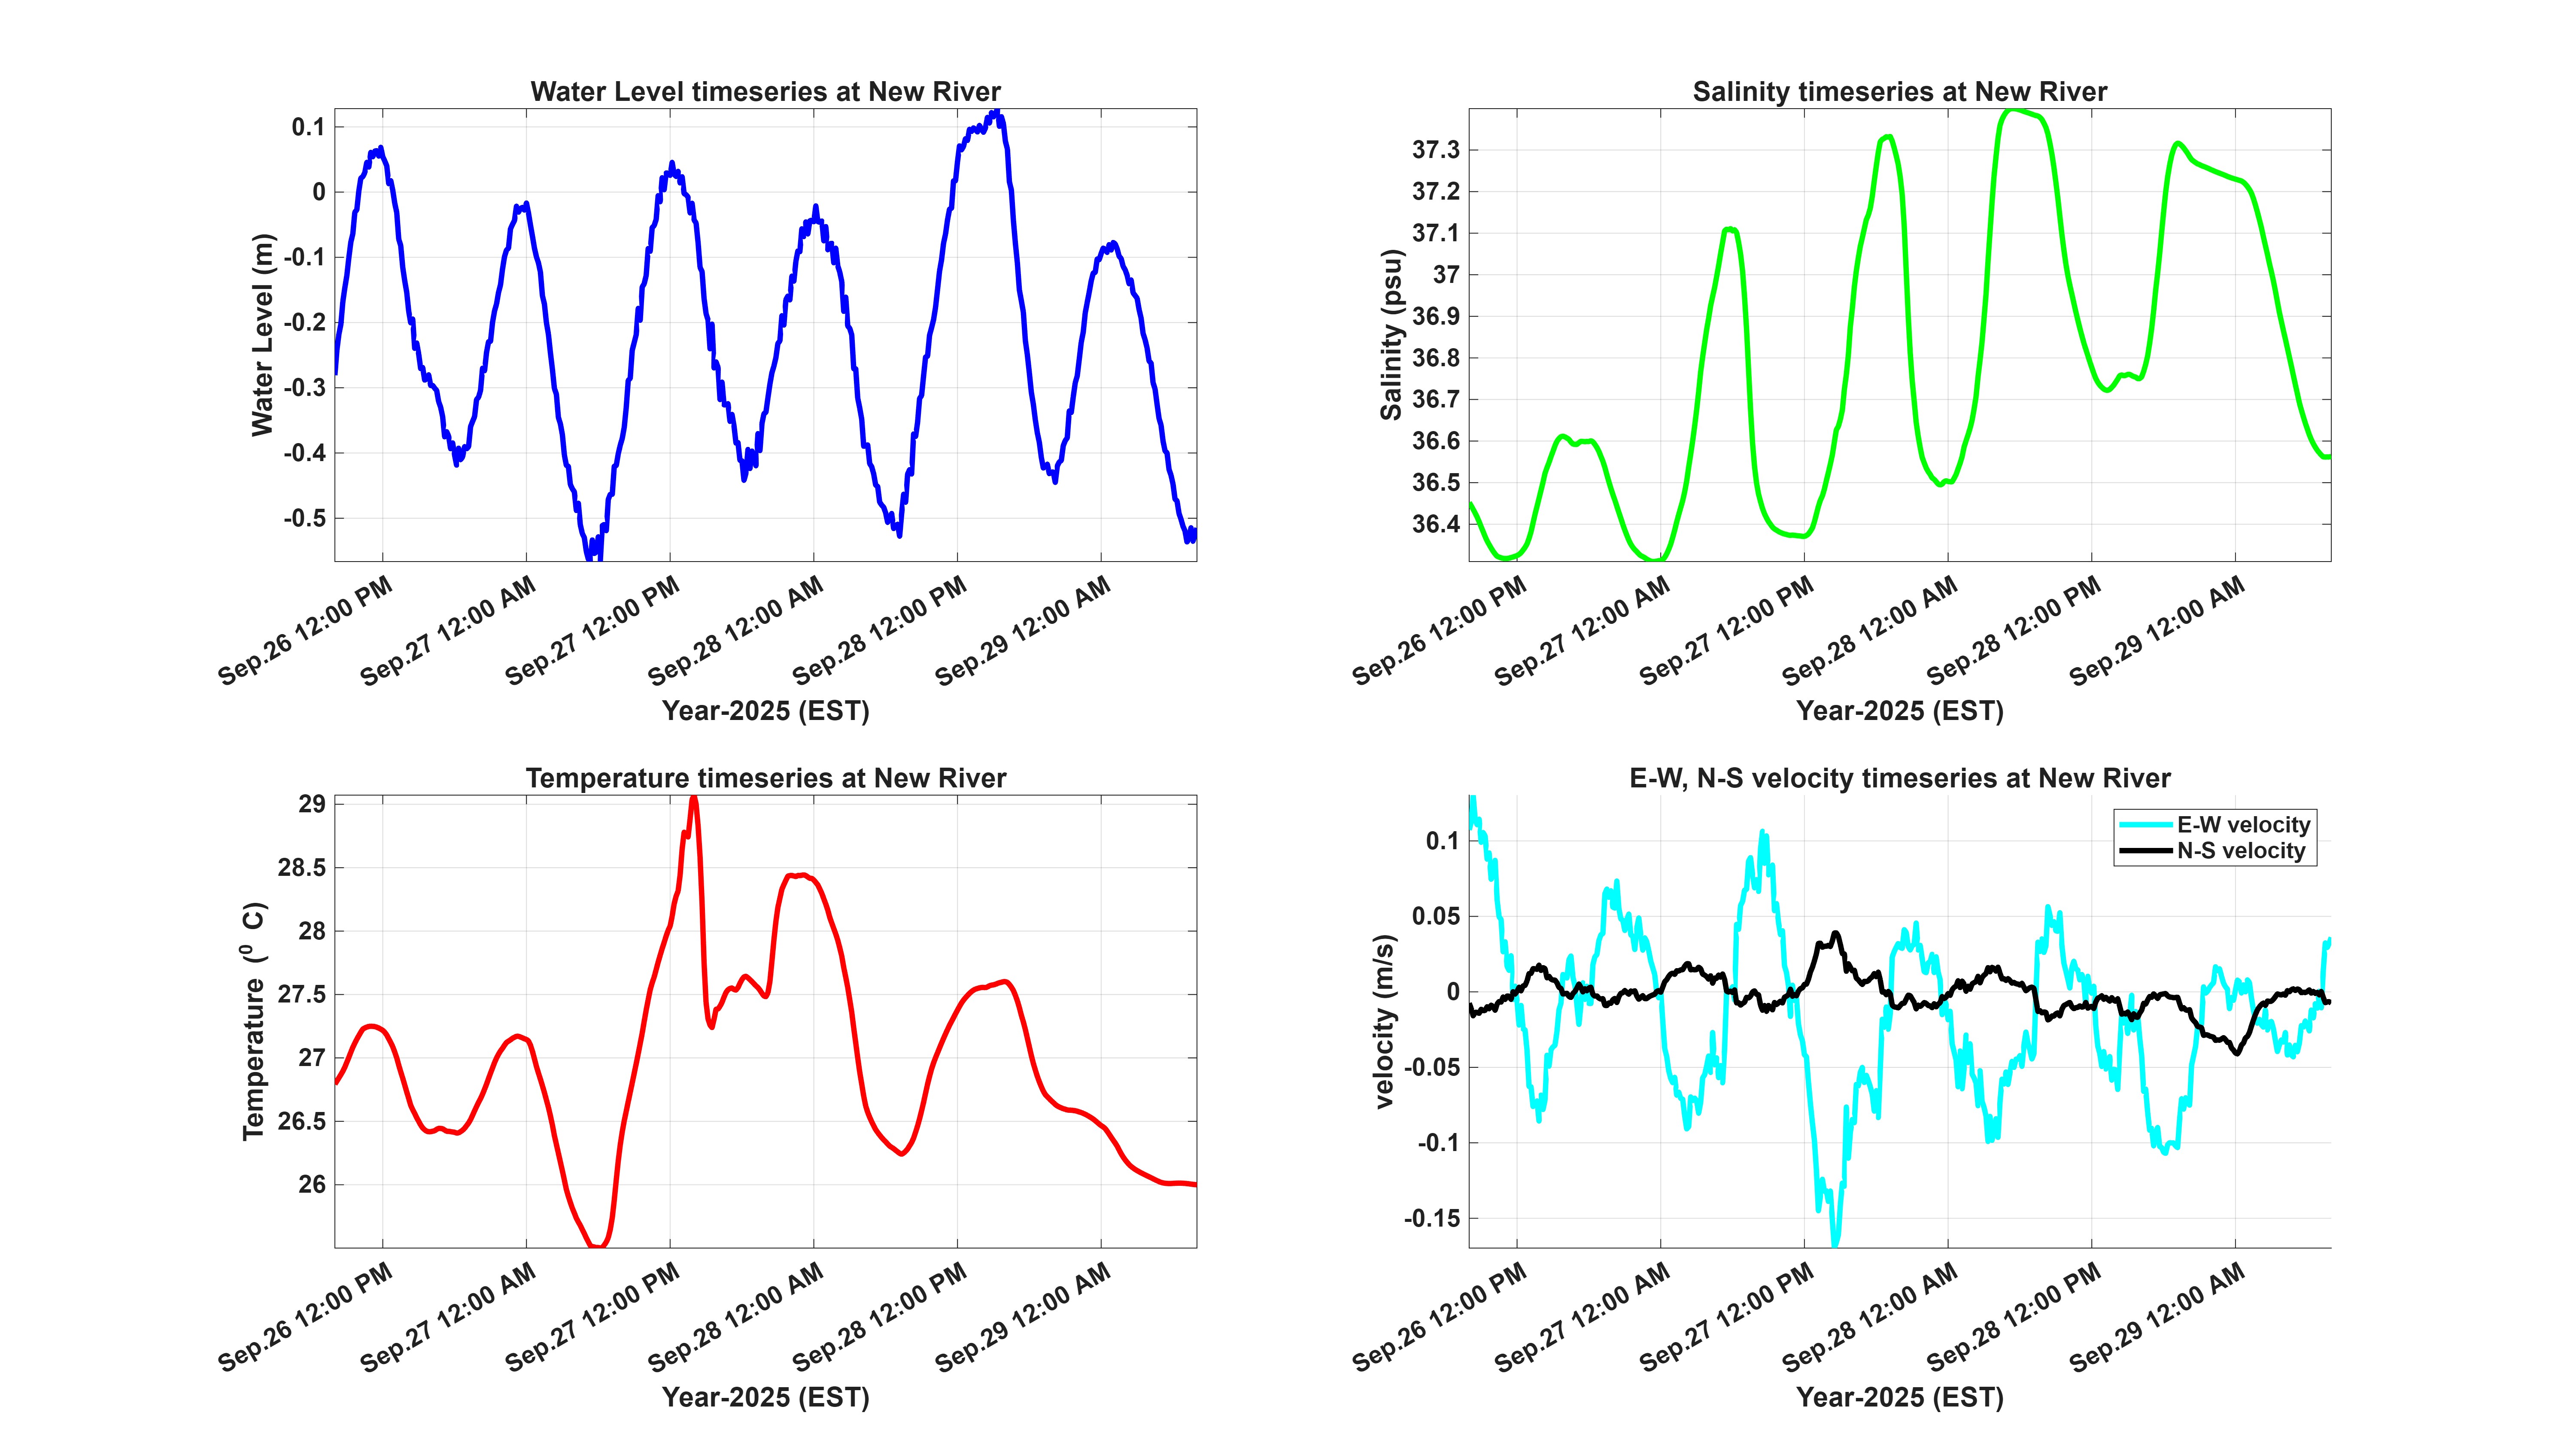 Water Level timeseries at New River
0.1
0
-0.1
-0.2
-0.3
-0.4
-0.5
Water Level (m)
Sep.26 12:00 PM
Sep.27 12:00 AM
Sep.27 12:00 PM
Sep.28 12:00 AM
Sep.28 12:00 PM
Sep.29 12:00 AM
Year-2025 (EST)
Salinity timeseries at New River
37.3
37.2
37.1
37
36.9
36.8
36.7
36.6
36.5
36.4
Salinity (psu)
Sep.26 12:00 PM
Sep.27 12:00 AM
Sep.27 12:00 PM
Sep.28 12:00 AM
Sep.28 12:00 PM
Sep.29 12:00 AM
Year-2025 (EST)
Temperature timeseries at New River
29
28.5
28
27.5
27
26.5
26
Temperature (⁰ C)
Sep.26 12:00 PM
Sep.27 12:00 AM
Sep.27 12:00 PM
Sep.28 12:00 AM
Sep.28 12:00 PM
Sep.29 12:00 AM
Year-2025 (EST)
E-W, N-S velocity timeseries at New River
E-W velocity
N-S velocity
0.1
0.05
0
-0.05
-0.1
-0.15
velocity (m/s)
Sep.26 12:00 PM
Sep.27 12:00 AM
Sep.27 12:00 PM
Sep.28 12:00 AM
Sep.28 12:00 PM
Sep.29 12:00 AM
Year-2025 (EST)